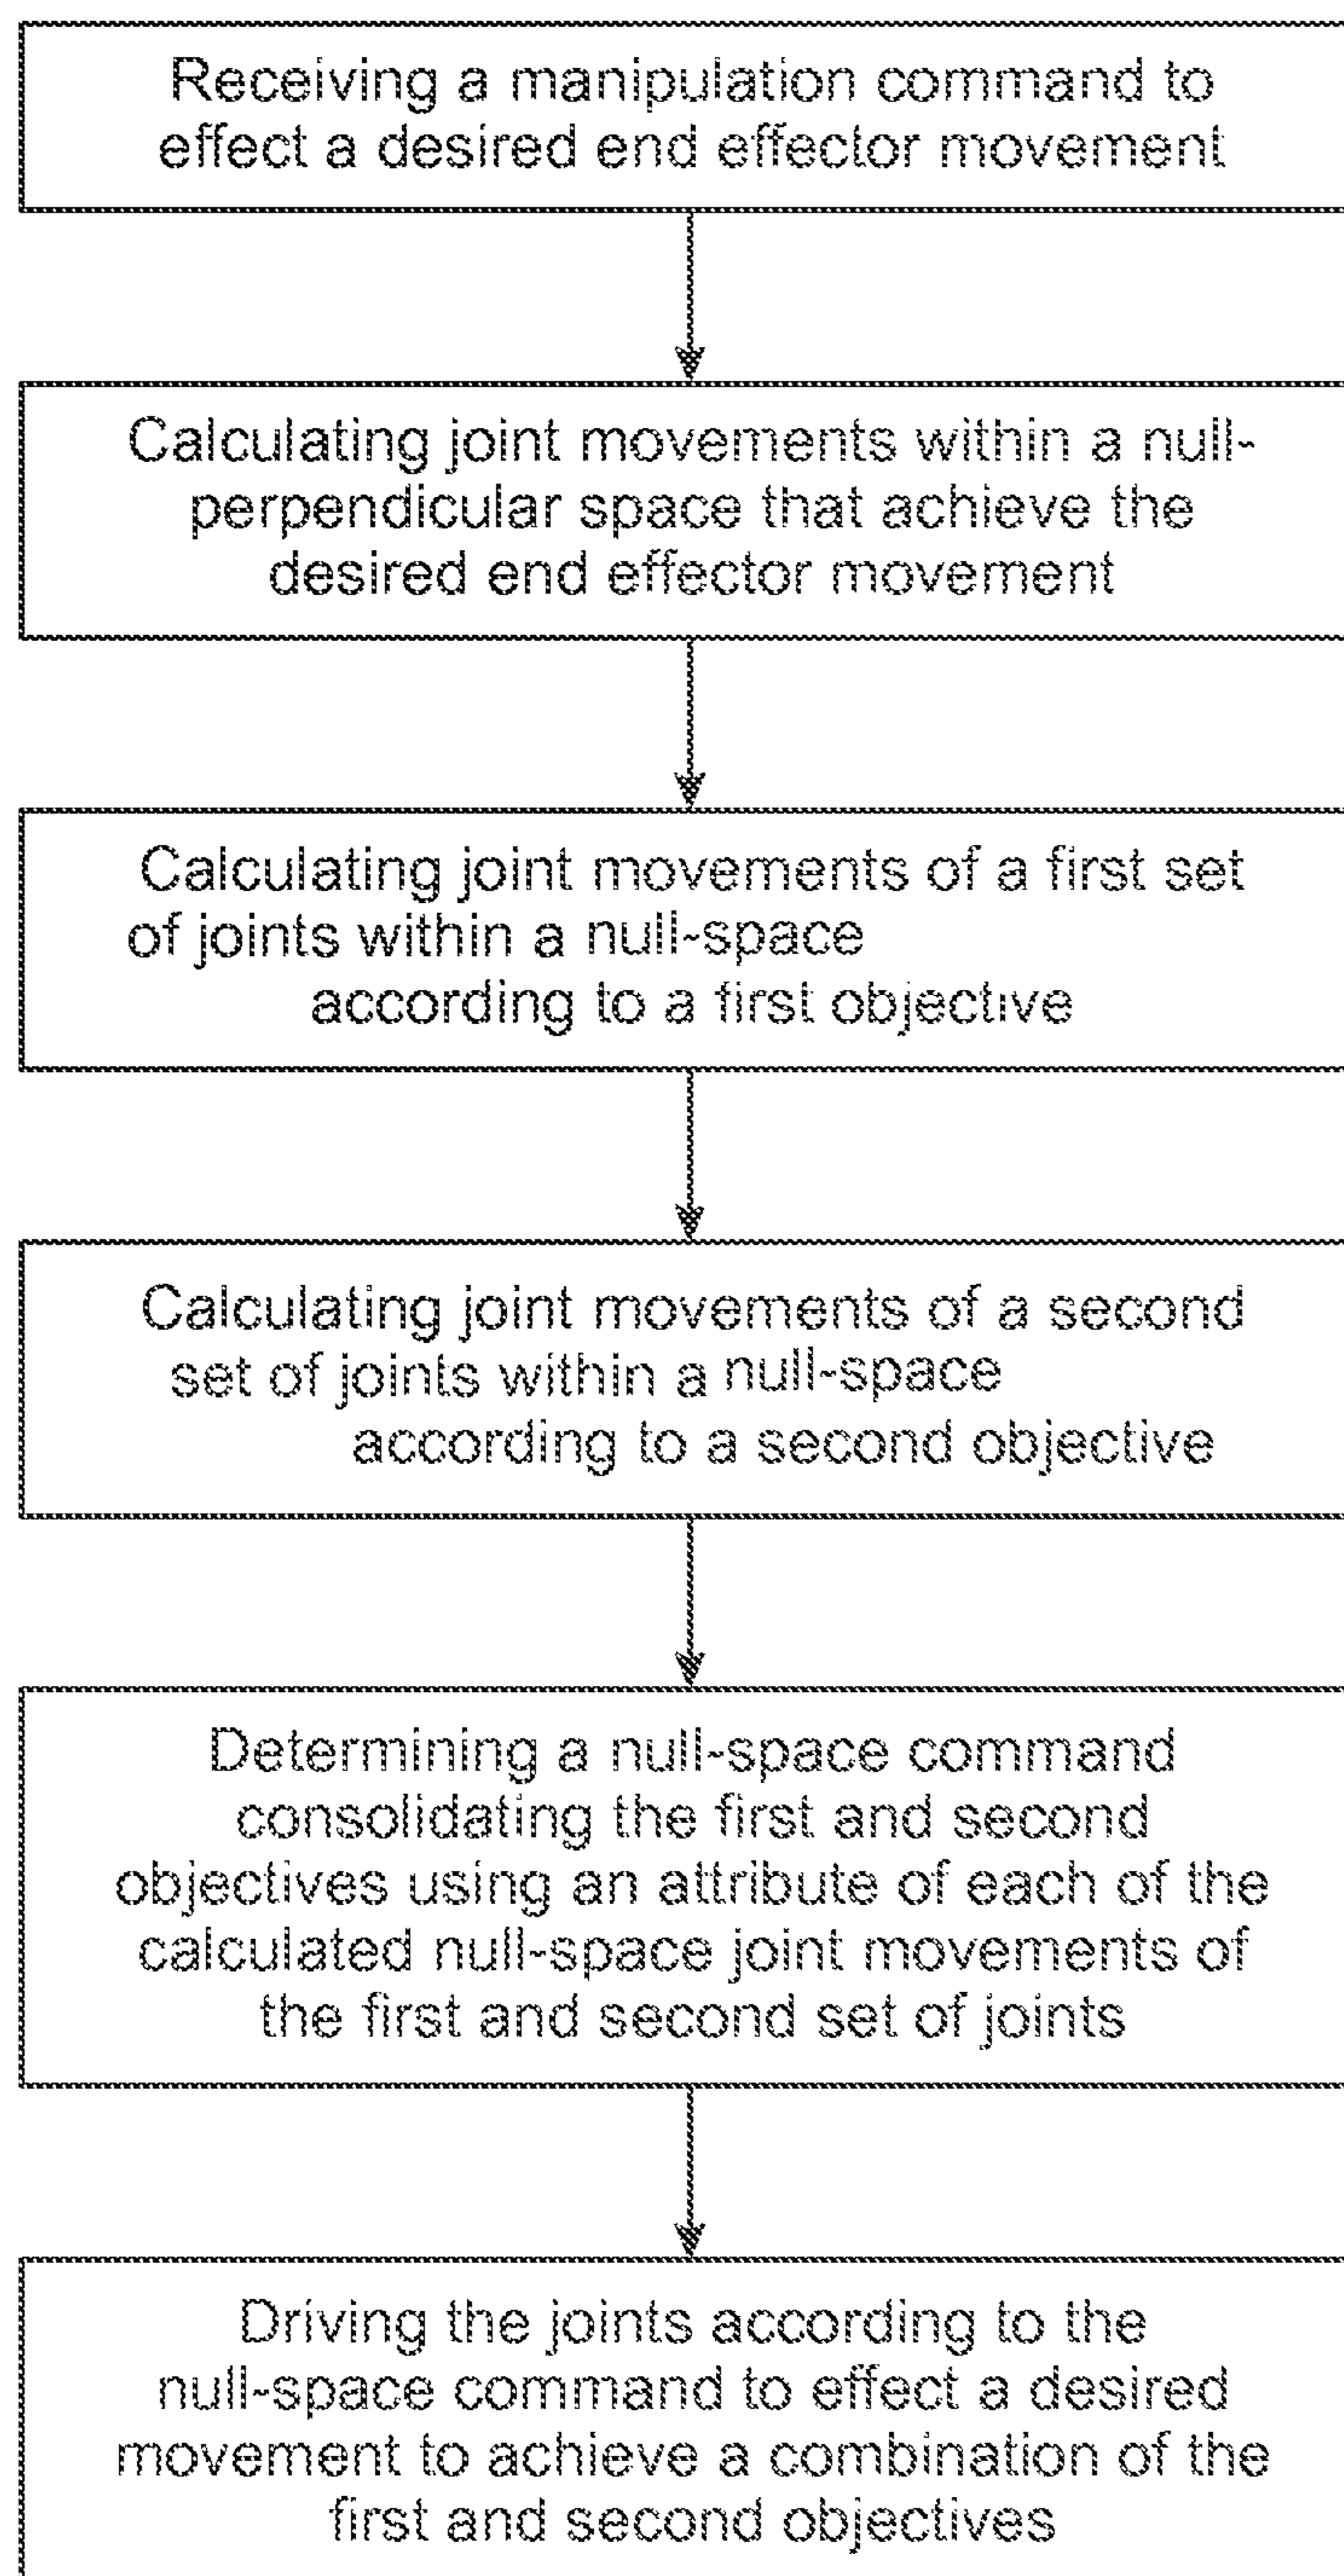 Receiving a manipulation command to
effect a desired end effector movement
Calculating joint movements within a null-
perpendicular space that achieve the
desired end effector movement
Calculating joint movements of a first set
of joints within a null-space
according to a first objective
Calculating joint movements of a second
set of joints within a null-space
according to a second objective
Determining a null-space command
consolidating the first and second
objectives using an attribute of each of the
calculated null-space joint movements of
the first and second set of joints
Driving the joints according to the
null-space command to effect a desired
movement to achieve a combination of the
first and second objectives